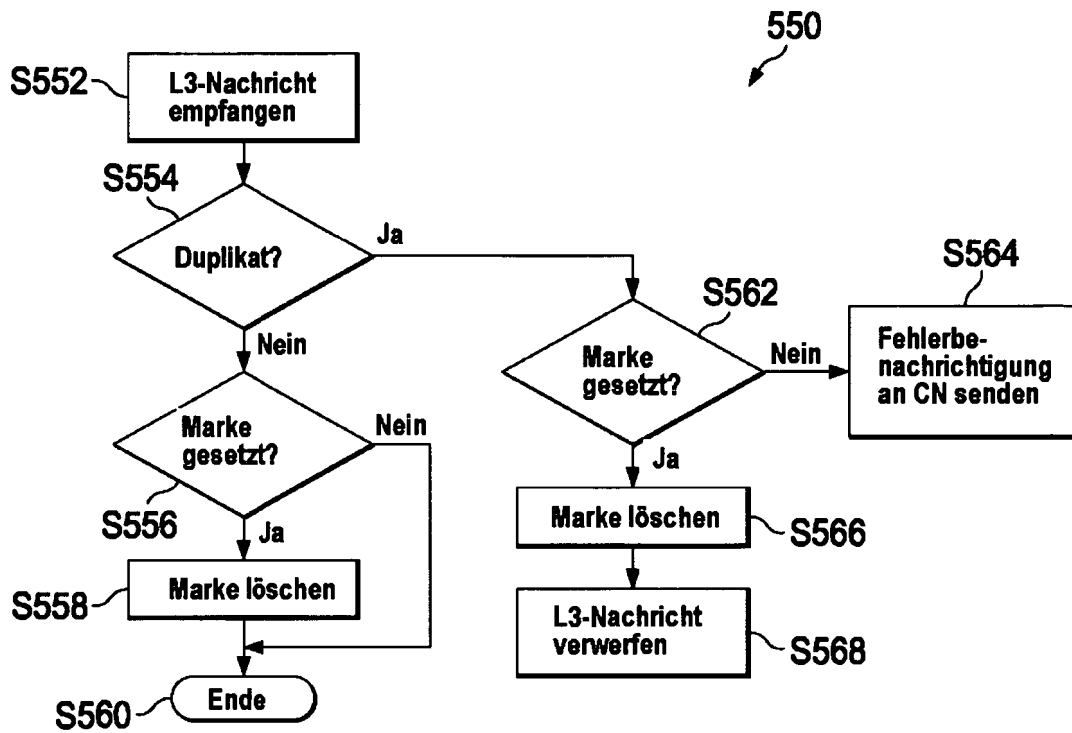 550
S552
L3-Nachricht
empfangen
S554
Duplikat?
Ja
Nein
S562
Marke
gesetzt?
Nein
S564
Fehlerbe-
nachrichtigung
an CN senden
Marke
gesetzt?
Nein
S556
Ja
Ja
Marke löschen
S566
S558
Marke löschen
L3-Nachricht
verwerfen
S568
S560
Ende